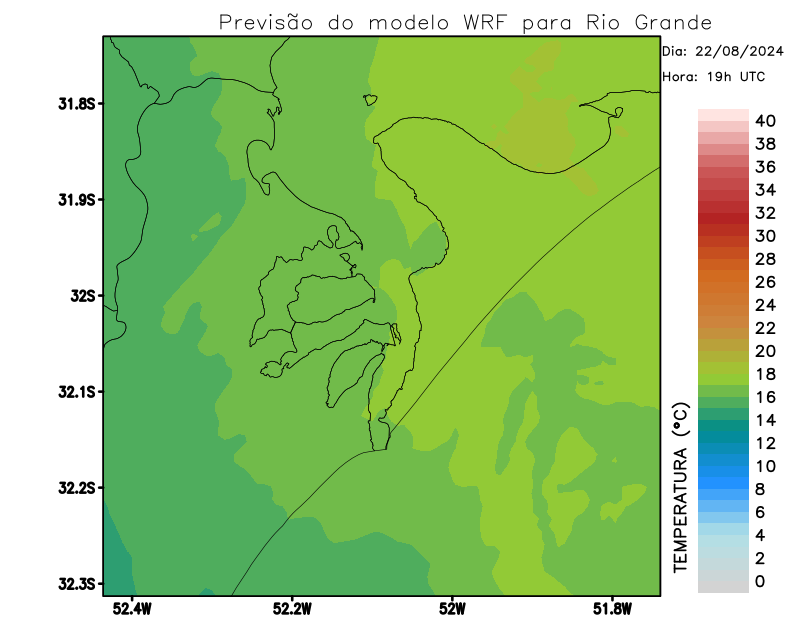 Previsão do modelo WRF para Rio Grande
Dia: 22/08/2024
Hora: 19h UTC
31.8S
31.9S
32S
32.1S
32.2S
32.3S
52.4W
52.2W
52W
51.8W
TEMPERATURA (°C)
40
38
36
34
32
30
28
26
24
22
20
18
16
14
12
10
8
6
4
2
0